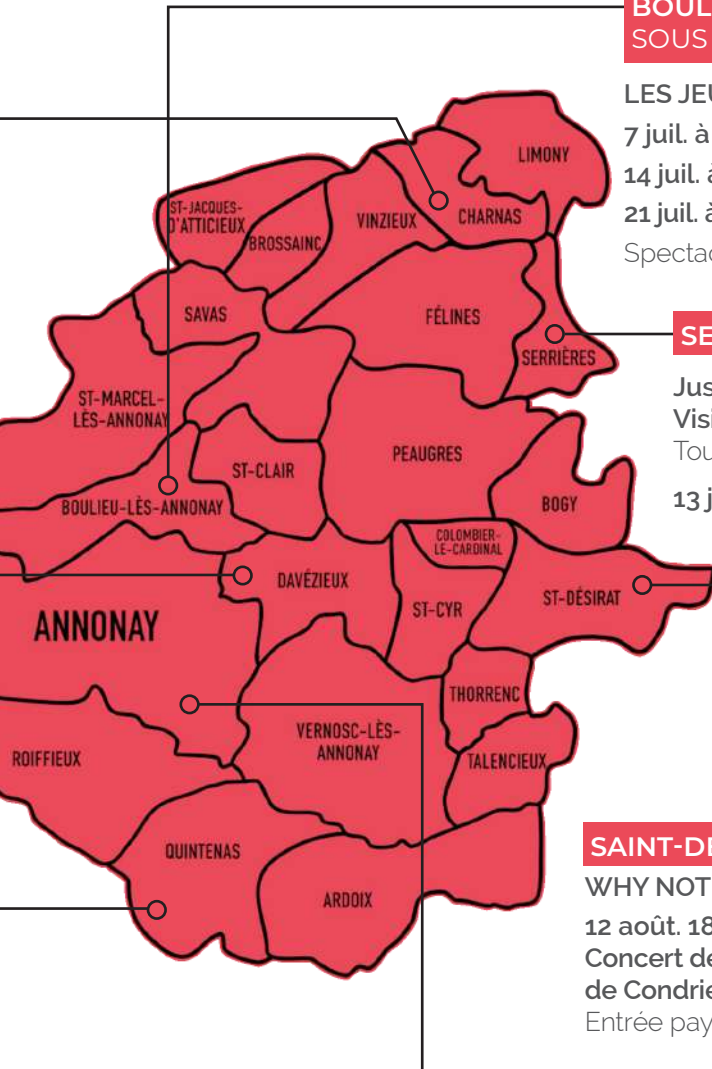 BOUL
SOUS
LES JEU
7 juil. à
14 juil. à
21 juil. à
Spectac
LIMONY
ST-JACQUES-
D'ATTICIEUX
BROSSAINC
VINZIEUX
CHARNAS
SAVAS
FÉLINES
SERRIÈRES
SE
Jus
Visi
Tou
13 j
ST-MARCEL-
LÈS-ANNONAY
ST-CLAIR
PEAUGRES
BOULIEU-LÈS-ANNONAY
BOGY
COLOMBIER-
LE-CARDINAL
DAVÉZIEUX
ST-CYR
ST-DÉSIRAT
ANNONAY
THORRENC
VERNOSC-LÈS-
ANNONAY
ROIFFIEUX
TALENCIEUX
QUINTENAS
ARDOIX
SAINT-DÉ
WHY NOT
12 août. 18
Concert de
de Condrie
Entrée pay